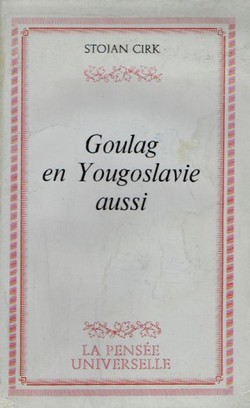 STOJAN CIRK
Goulag
en Yougoslavie
aussi
LA PENSÉE
UNIVERSELLE